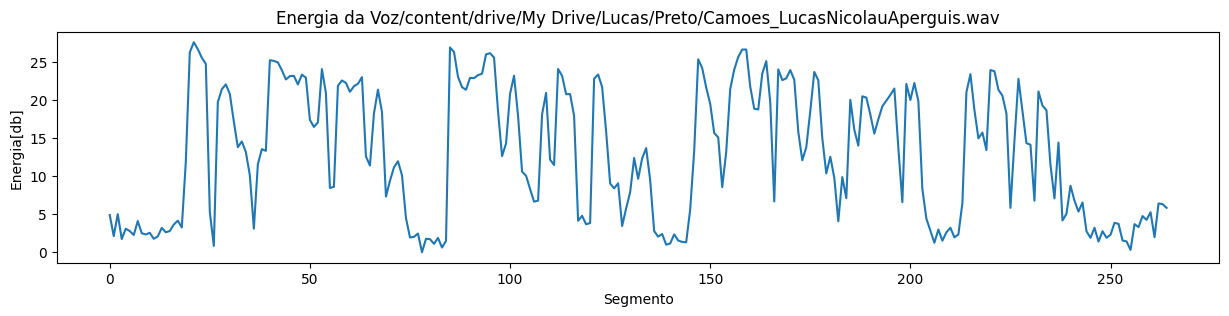 Energia da Voz/content/drive/My Drive/Lucas/Preto/Camoes_LucasNicolauAperguis.wav
Energia[db]
25
20
15
10
5
0
0 50 100 150 200 250
Segmento